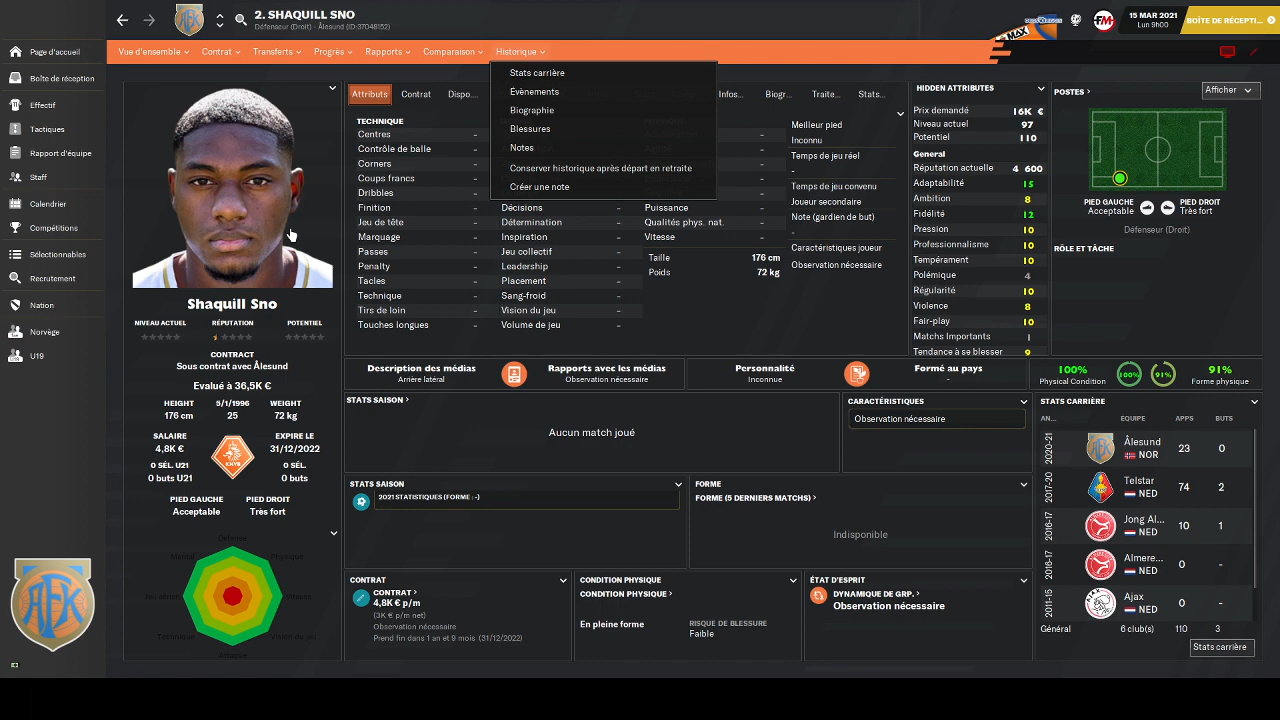 2. SHAQUILL SNO
Défenseur (Droit) · Ålesund (ID:37048152)
15 MAR 2021
Lun 9h00
BOÎTE DE RÉCEPTI...
Vue d'ensemble
Contrat
Transferts
Progrès
Rapports
Comparaison
Historique
Page d'accueil
Boîte de réception
Effectif
Tactiques
Rapport d'équipe
Staff
Calendrier
Compétitions
Sélectionnables
Recrutement
Nation
Norvège
U19
Stats carrière
Évènements
Biographie
Blessures
Notes
Conserver historique après départ en retraite
Créer une note
Shaquill Sno
NIVEAU ACTUEL
RÉPUTATION
POTENTIEL
CONTRACT
Sous contrat avec Ålesund
Evalué à 36,5K €
HEIGHT
5/1/1996
WEIGHT
176 cm
25
72 kg
SALAIRE
EXPIRE LE
4,8K €
31/12/2022
KNVB
0 SÉL. U21
0 SÉL.
0 buts U21
0 buts
PIED GAUCHE
PIED DROIT
Acceptable
Très fort
Défense
Mental
Physique
Jeu aérien
Vitesse
Technique
Vision du jeu
Attaque
Attributs
Contrat
Dispo...
Infos...
Biogr...
Traite...
Stats...
TECHNIQUE
Centres -
Contrôle de balle -
Corners -
Coups francs -
Dribbles -
Finition -
Jeu de tête -
Marquage -
Passes -
Penalty -
Tacles -
Technique -
Tirs de loin -
Touches longues -
Décisions -
Détermination -
Inspiration -
Jeu collectif -
Leadership -
Placement -
Sang-froid -
Vision du jeu -
Volume de jeu -
Puissance -
Qualités phys. nat. -
Vitesse -
Taille 176 cm
Poids 72 kg
Meilleur pied
Inconnu
Temps de jeu réel
-
Temps de jeu convenu
Joueur secondaire
Note (gardien de but)
-
Caractéristiques joueur
Observation nécessaire
HIDDEN ATTRIBUTES
Prix demandé 16K €
Niveau actuel 97
Potentiel 110
General
Réputation actuelle 4 600
Adaptabilité 15
Ambition 8
Fidélité 12
Pression 10
Professionnalisme 10
Tempérament 10
Polémique 4
Régularité 10
Violence 8
Fair-play 10
Matchs Importants 1
Tendance à se blesser 9
POSTES >
Afficher
PIED GAUCHE
Acceptable
PIED DROIT
Très fort
Défenseur (Droit)
RÔLE ET TÂCHE
Description des médias
Arrière latéral
Rapports avec les médias
Observation nécessaire
Personnalité
Inconnue
Formé au pays
-
100%
Physical Condition
100%
91%
91%
Forme physique
STATS SAISON >
Aucun match joué
CARACTÉRISTIQUES
Observation nécessaire
STATS SAISON
2021 STATISTIQUES (FORME : -)
FORME
FORME (5 DERNIERS MATCHS) >
Indisponible
CONTRAT
CONTRAT >
4,8K € p/m
(3K € p/m net)
Observation nécessaire
Prend fin dans 1 an et 9 mois (31/12/2022)
CONDITION PHYSIQUE
CONDITION PHYSIQUE >
En pleine forme
RISQUE DE BLESSURE
Faible
ÉTAT D'ESPRIT
DYNAMIQUE DE GRP. >
Observation nécessaire
STATS CARRIÈRE
AN... EQUIPE APPS BUTS
2020-21 Ålesund NOR 23 0
2017-20 Telstar NED 74 2
2016-17 Jong Al... NED 10 1
2016-17 Almere... NED 0 -
2011-15 Ajax NED 0 -
Général 6 club(s) 110 3
Stats carrière